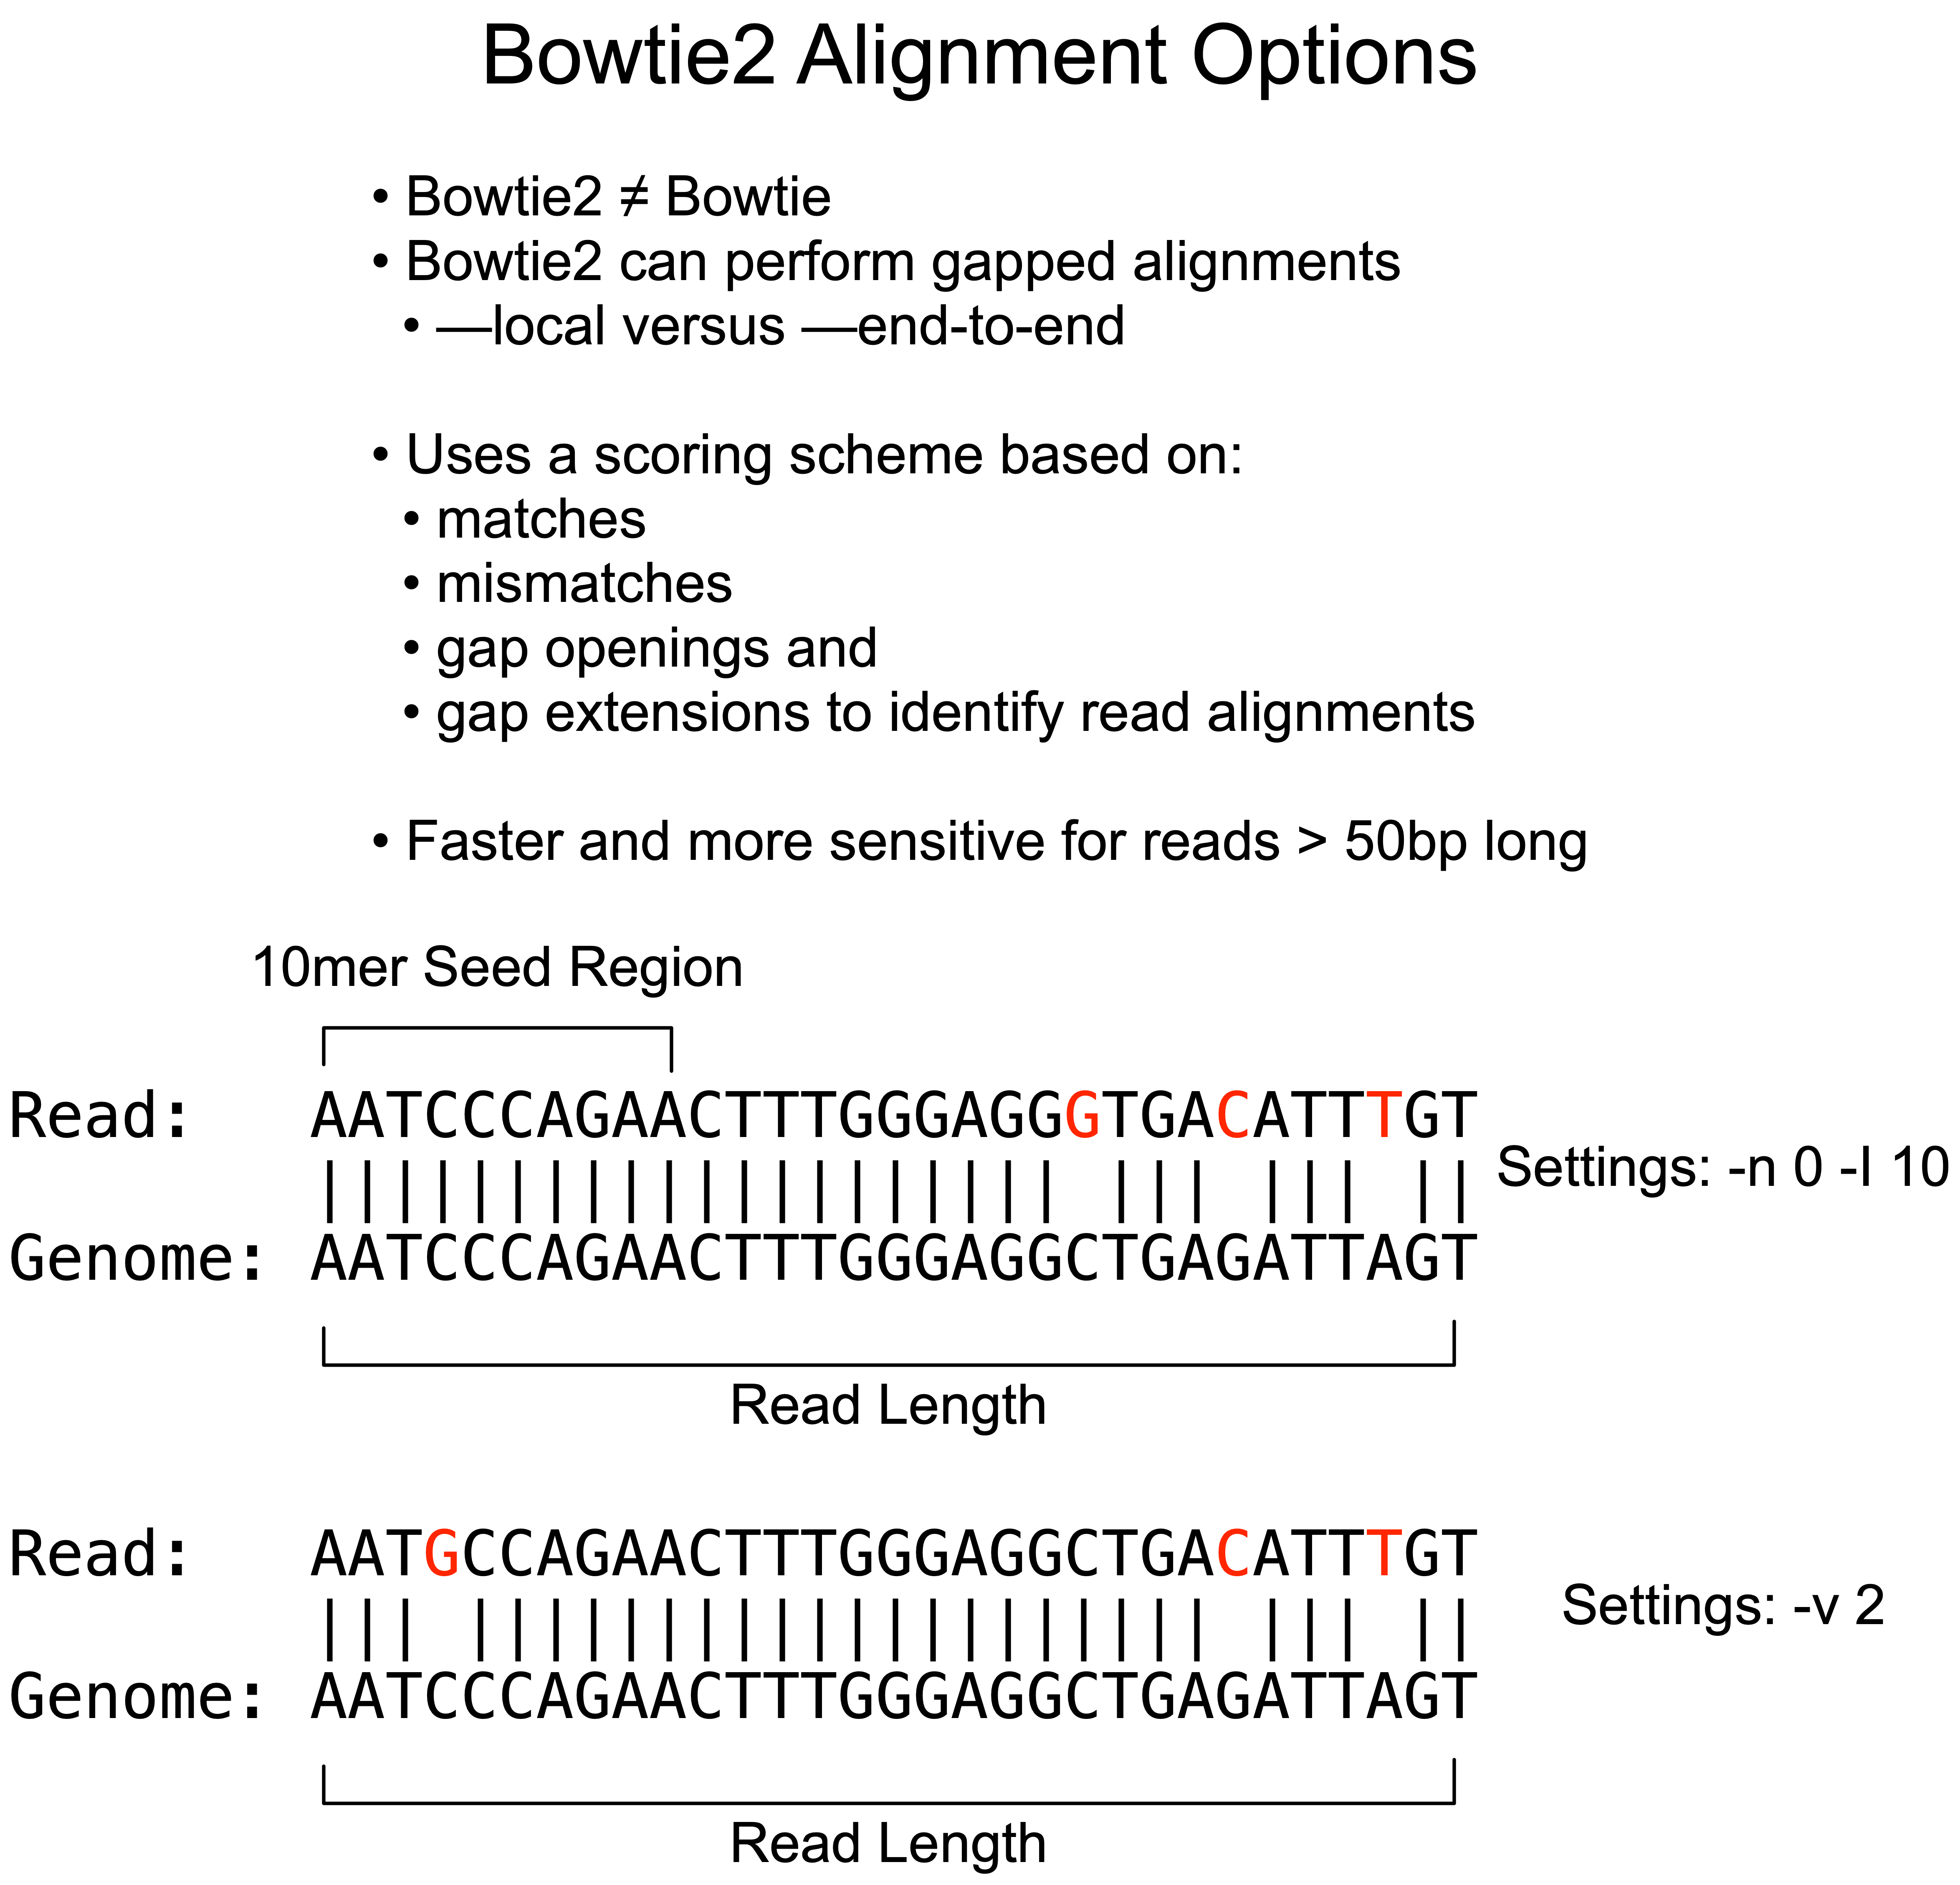 Bowtie2 Alignment Options
• Bowtie2 ≠ Bowtie
• Bowtie2 can perform gapped alignments
• —local versus —end-to-end
• Uses a scoring scheme based on:
• matches
• mismatches
• gap openings and
• gap extensions to identify read alignments
• Faster and more sensitive for reads > 50bp long
10mer Seed Region
Read: AATCCCAGAACTTTGGGAGGGTGACATTTGT
Settings: -n 0 -l 10
Genome: AATCCCAGAACTTTGGGAGGCTGAGATTAGT
Read Length
Read: AATGCCAGAACTTTGGGAGGCTGACATTTGT
Settings: -v 2
Genome: AATCCCAGAACTTTGGGAGGCTGAGATTAGT
Read Length